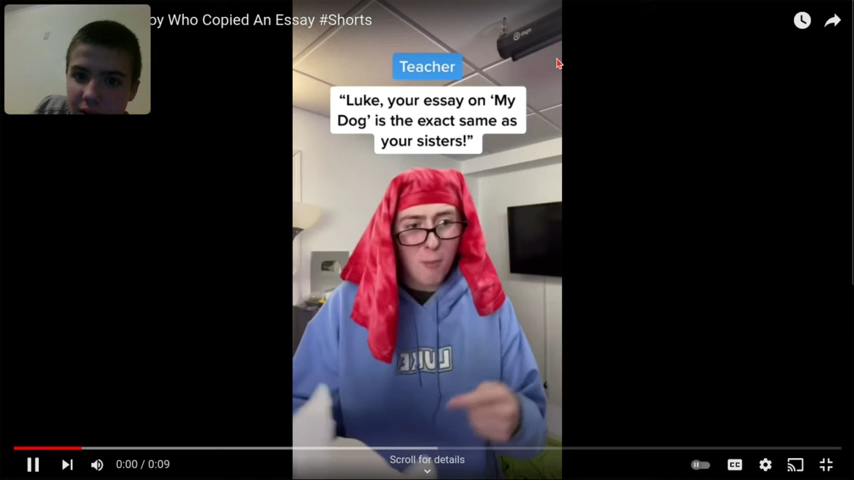 oy Who Copied An Essay #Shorts
Teacher
“Luke, your essay on ‘My
Dog’ is the exact same as
your sisters!”
LUKE
Scroll for details
0:00 / 0:09
CC